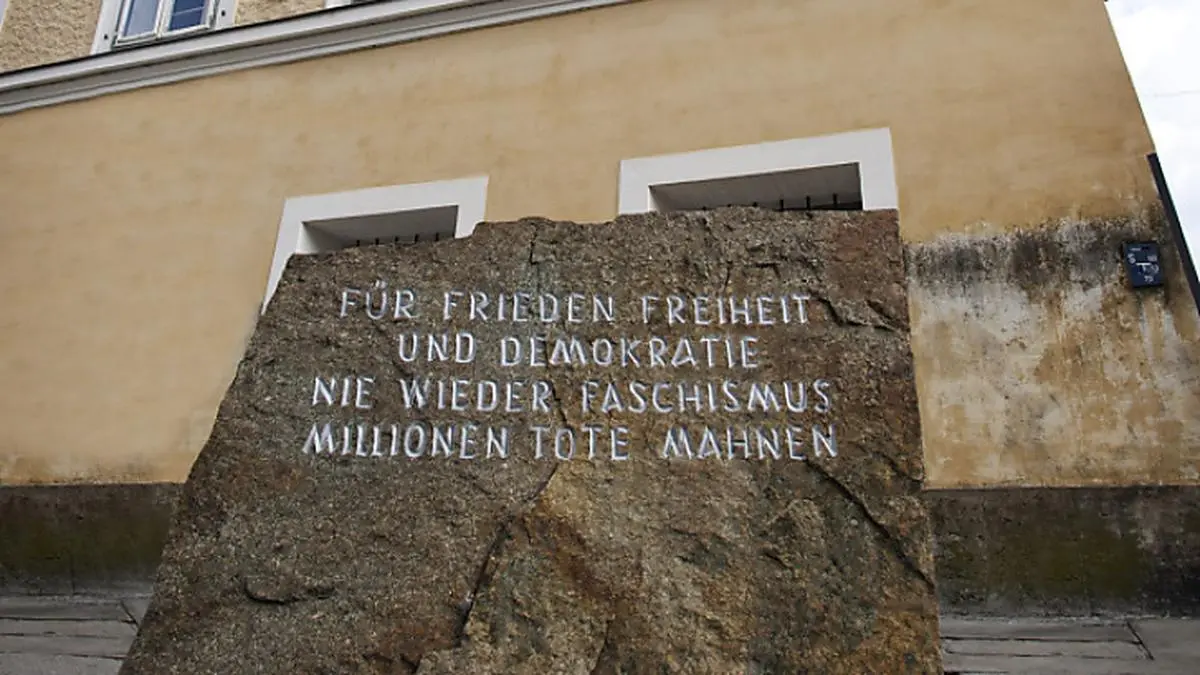 FÜR FRIEDEN FREIHEIT
UND DEMOKRATIE
NIE WIEDER FASCHISMUS
MILLIONEN TOTE MAHNEN